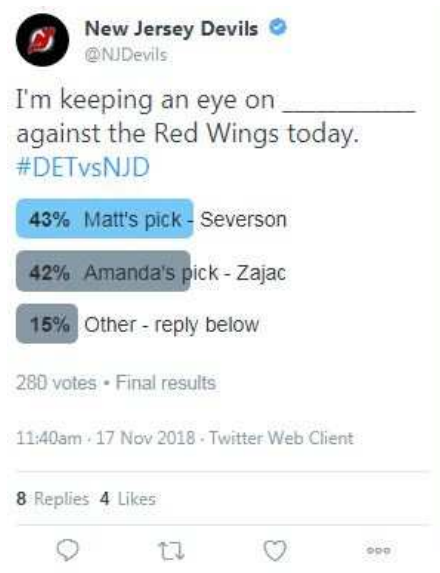 New Jersey Devils
@NJDevils
I'm keeping an eye on ___________
against the Red Wings today.
#DETvsNJD
43% Matt's pick - Severson
42% Amanda's pick - Zajac
15% Other - reply below
280 votes • Final results
11:40am · 17 Nov 2018 · Twitter Web Client
8 Replies 4 Likes